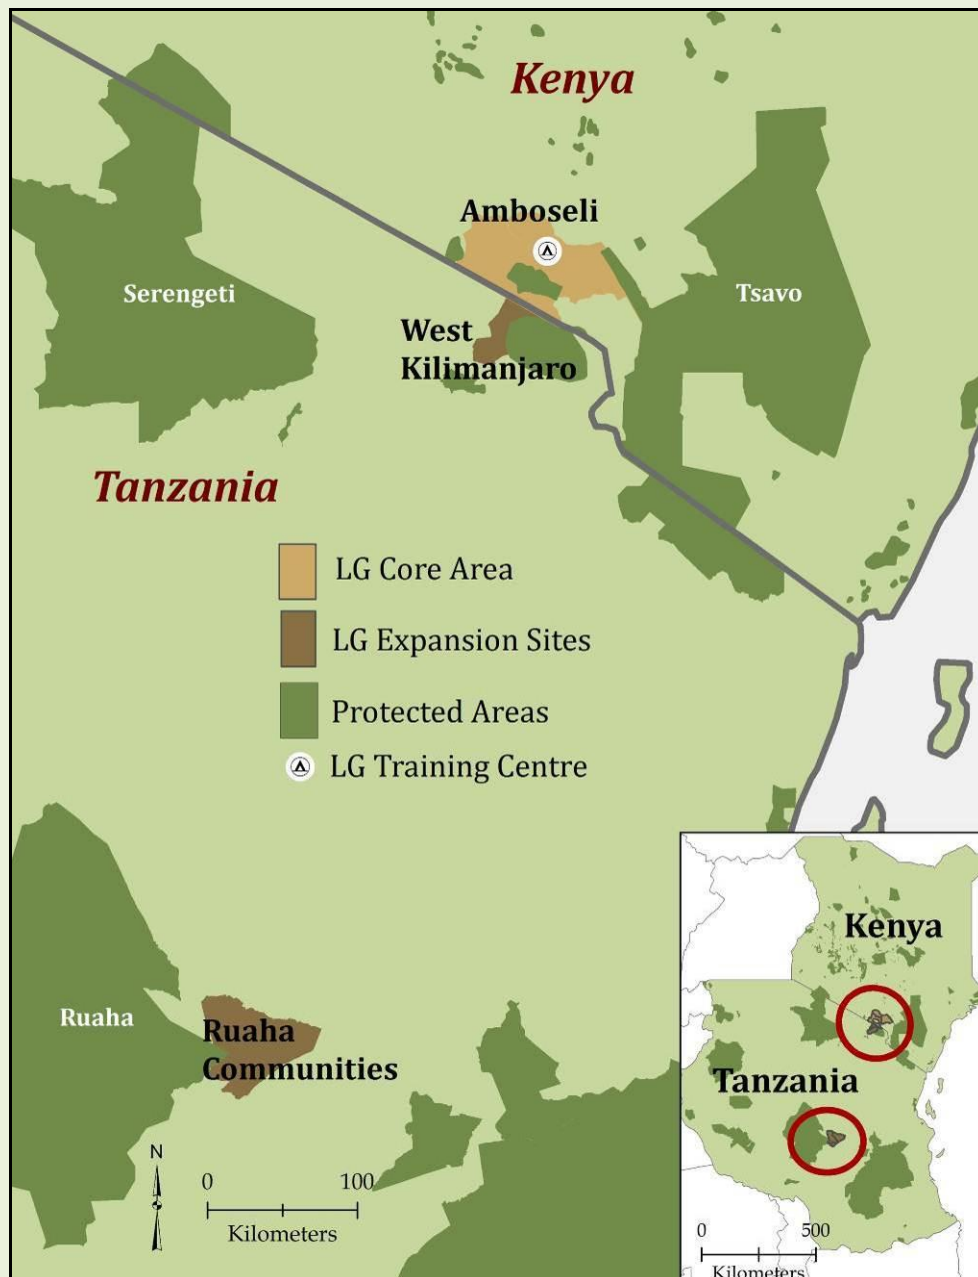 Kenya
Amboseli
Serengeti
Tsavo
West
Kilimanjaro
Tanzania
LG Core Area
LG Expansion Sites
Protected Areas
LG Training Centre
Ruaha
Ruaha
Communities
N
0 100
Kilometers
Kenya
Tanzania
0 500
Kilometers